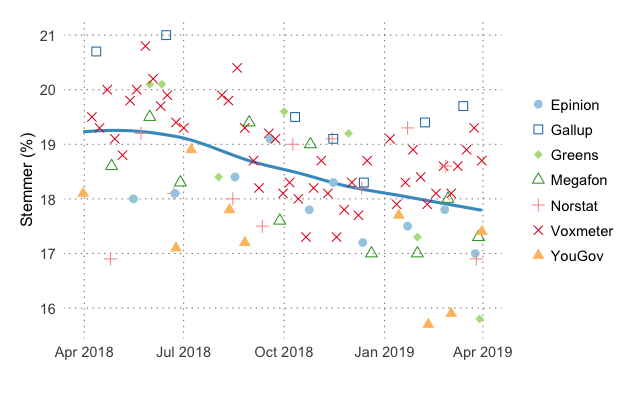 21
20
19
18
17
16
Stemmer (%)
Apr 2018
Jul 2018
Oct 2018
Jan 2019
Apr 2019
Epinion
Gallup
Greens
Megafon
Norstat
Voxmeter
YouGov